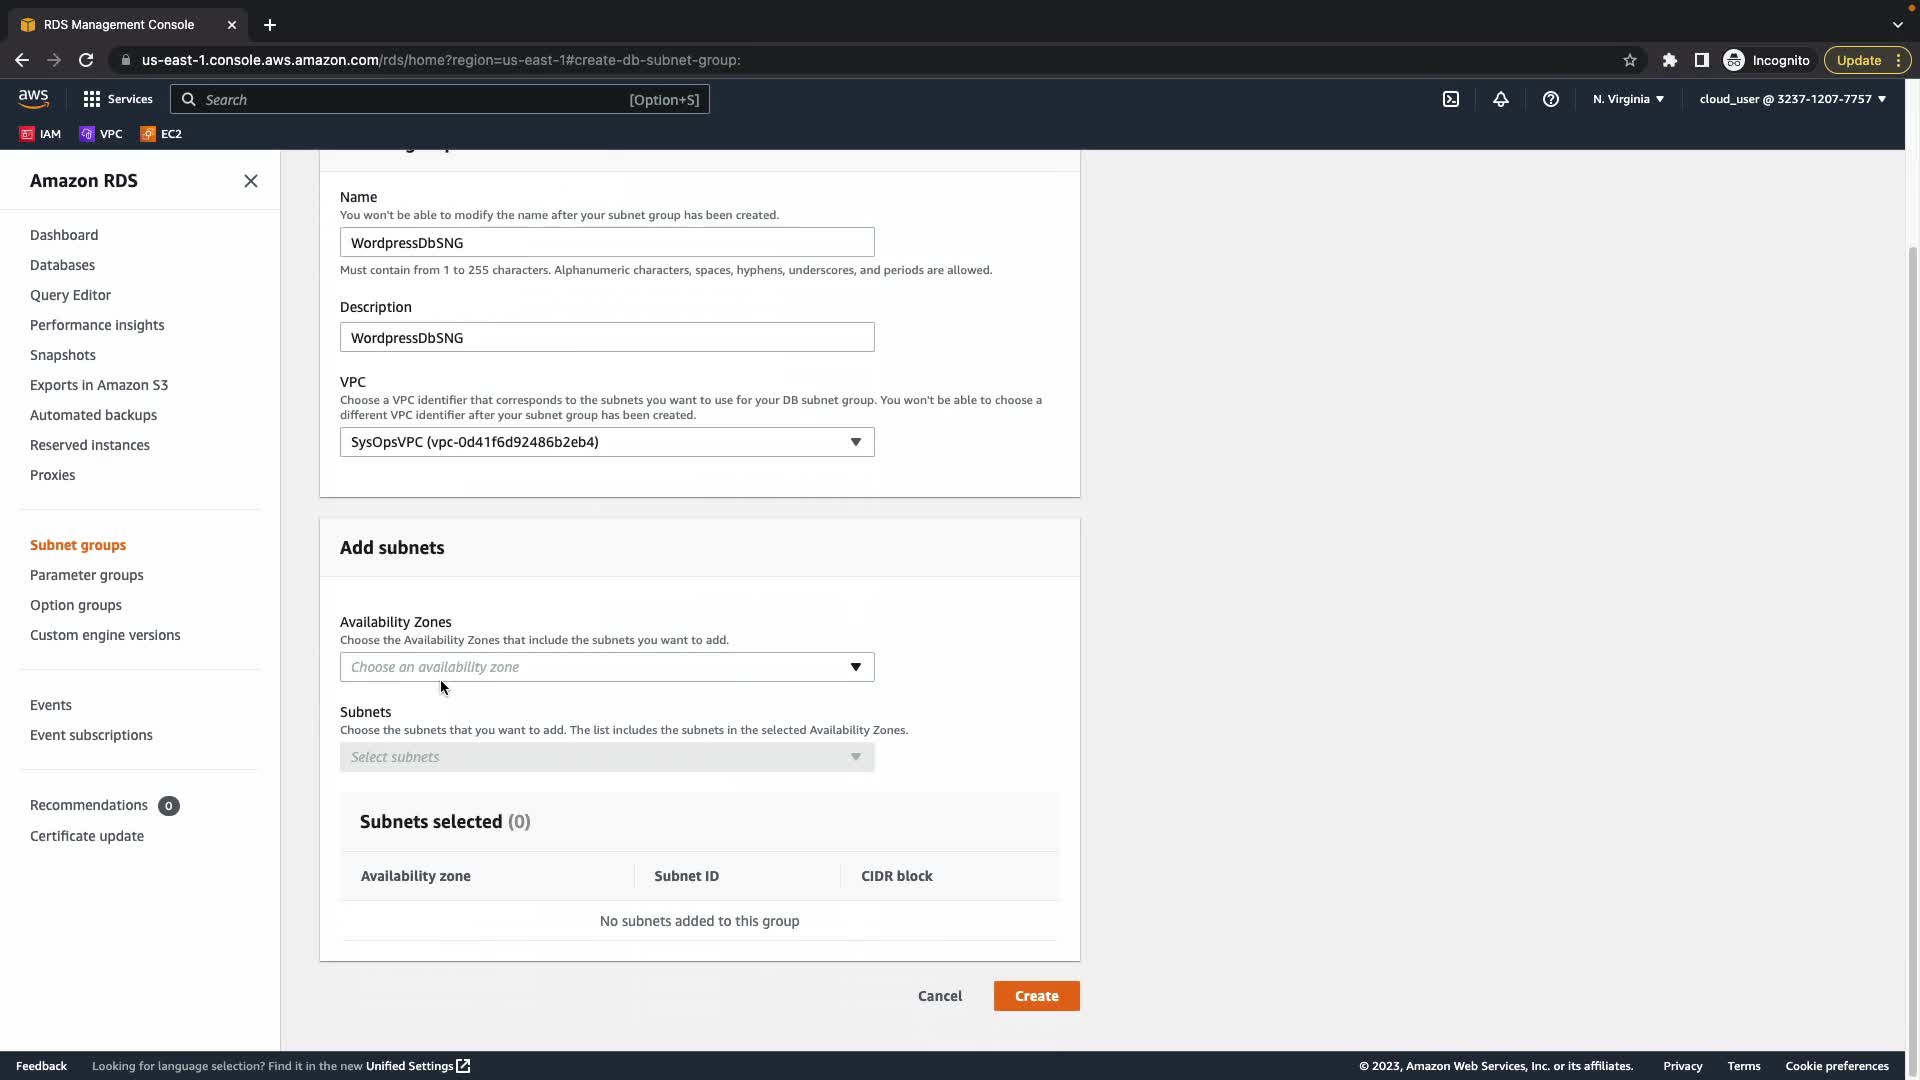 RDS Management Console
us-east-1.console.aws.amazon.com/rds/home?region=us-east-1#create-db-subnet-group:
Incognito
Update
aws
Services
Search
[Option+S]
N. Virginia
cloud_user @ 3237-1207-7757
IAM
VPC
EC2
Amazon RDS
Dashboard
Databases
Query Editor
Performance insights
Snapshots
Exports in Amazon S3
Automated backups
Reserved instances
Proxies
Subnet groups
Parameter groups
Option groups
Custom engine versions
Events
Event subscriptions
Recommendations 0
Certificate update
Name
You won't be able to modify the name after your subnet group has been created.
WordpressDbSNG
Must contain from 1 to 255 characters. Alphanumeric characters, spaces, hyphens, underscores, and periods are allowed.
Description
WordpressDbSNG
VPC
Choose a VPC identifier that corresponds to the subnets you want to use for your DB subnet group. You won't be able to choose a
different VPC identifier after your subnet group has been created.
SysOpsVPC (vpc-0d41f6d92486b2eb4)
Add subnets
Availability Zones
Choose the Availability Zones that include the subnets you want to add.
Choose an availability zone
Subnets
Choose the subnets that you want to add. The list includes the subnets in the selected Availability Zones.
Select subnets
Subnets selected (0)
Availability zone
Subnet ID
CIDR block
No subnets added to this group
Cancel
Create
Feedback
Looking for language selection? Find it in the new Unified Settings
© 2023, Amazon Web Services, Inc. or its affiliates.
Privacy
Terms
Cookie preferences